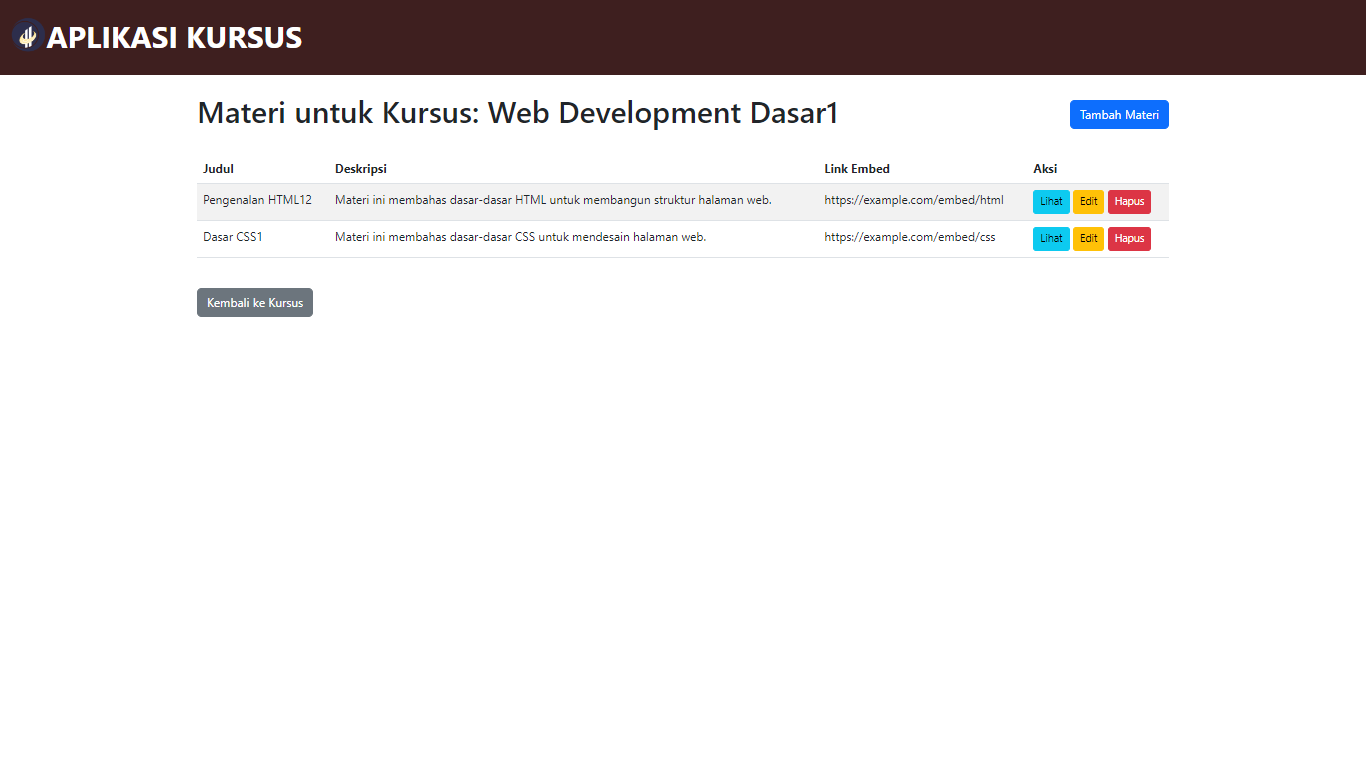 APLIKASI KURSUS
Materi untuk Kursus: Web Development Dasar1
Tambah Materi
Judul Deskripsi Link Embed Aksi
Pengenalan HTML12 Materi ini membahas dasar-dasar HTML untuk membangun struktur halaman web. https://example.com/embed/html Lihat Edit Hapus
Dasar CSS1 Materi ini membahas dasar-dasar CSS untuk mendesain halaman web. https://example.com/embed/css Lihat Edit Hapus
Kembali ke Kursus